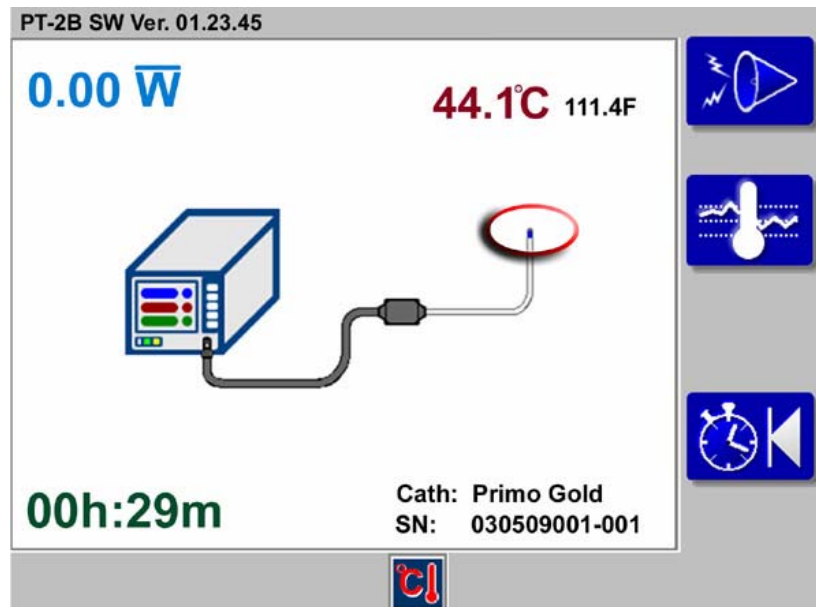 PT-2B SW Ver. 01.23.45
0.00 W
44.1°C 111.4F
00h:29m
Cath: Primo Gold
SN: 030509001-001
°C